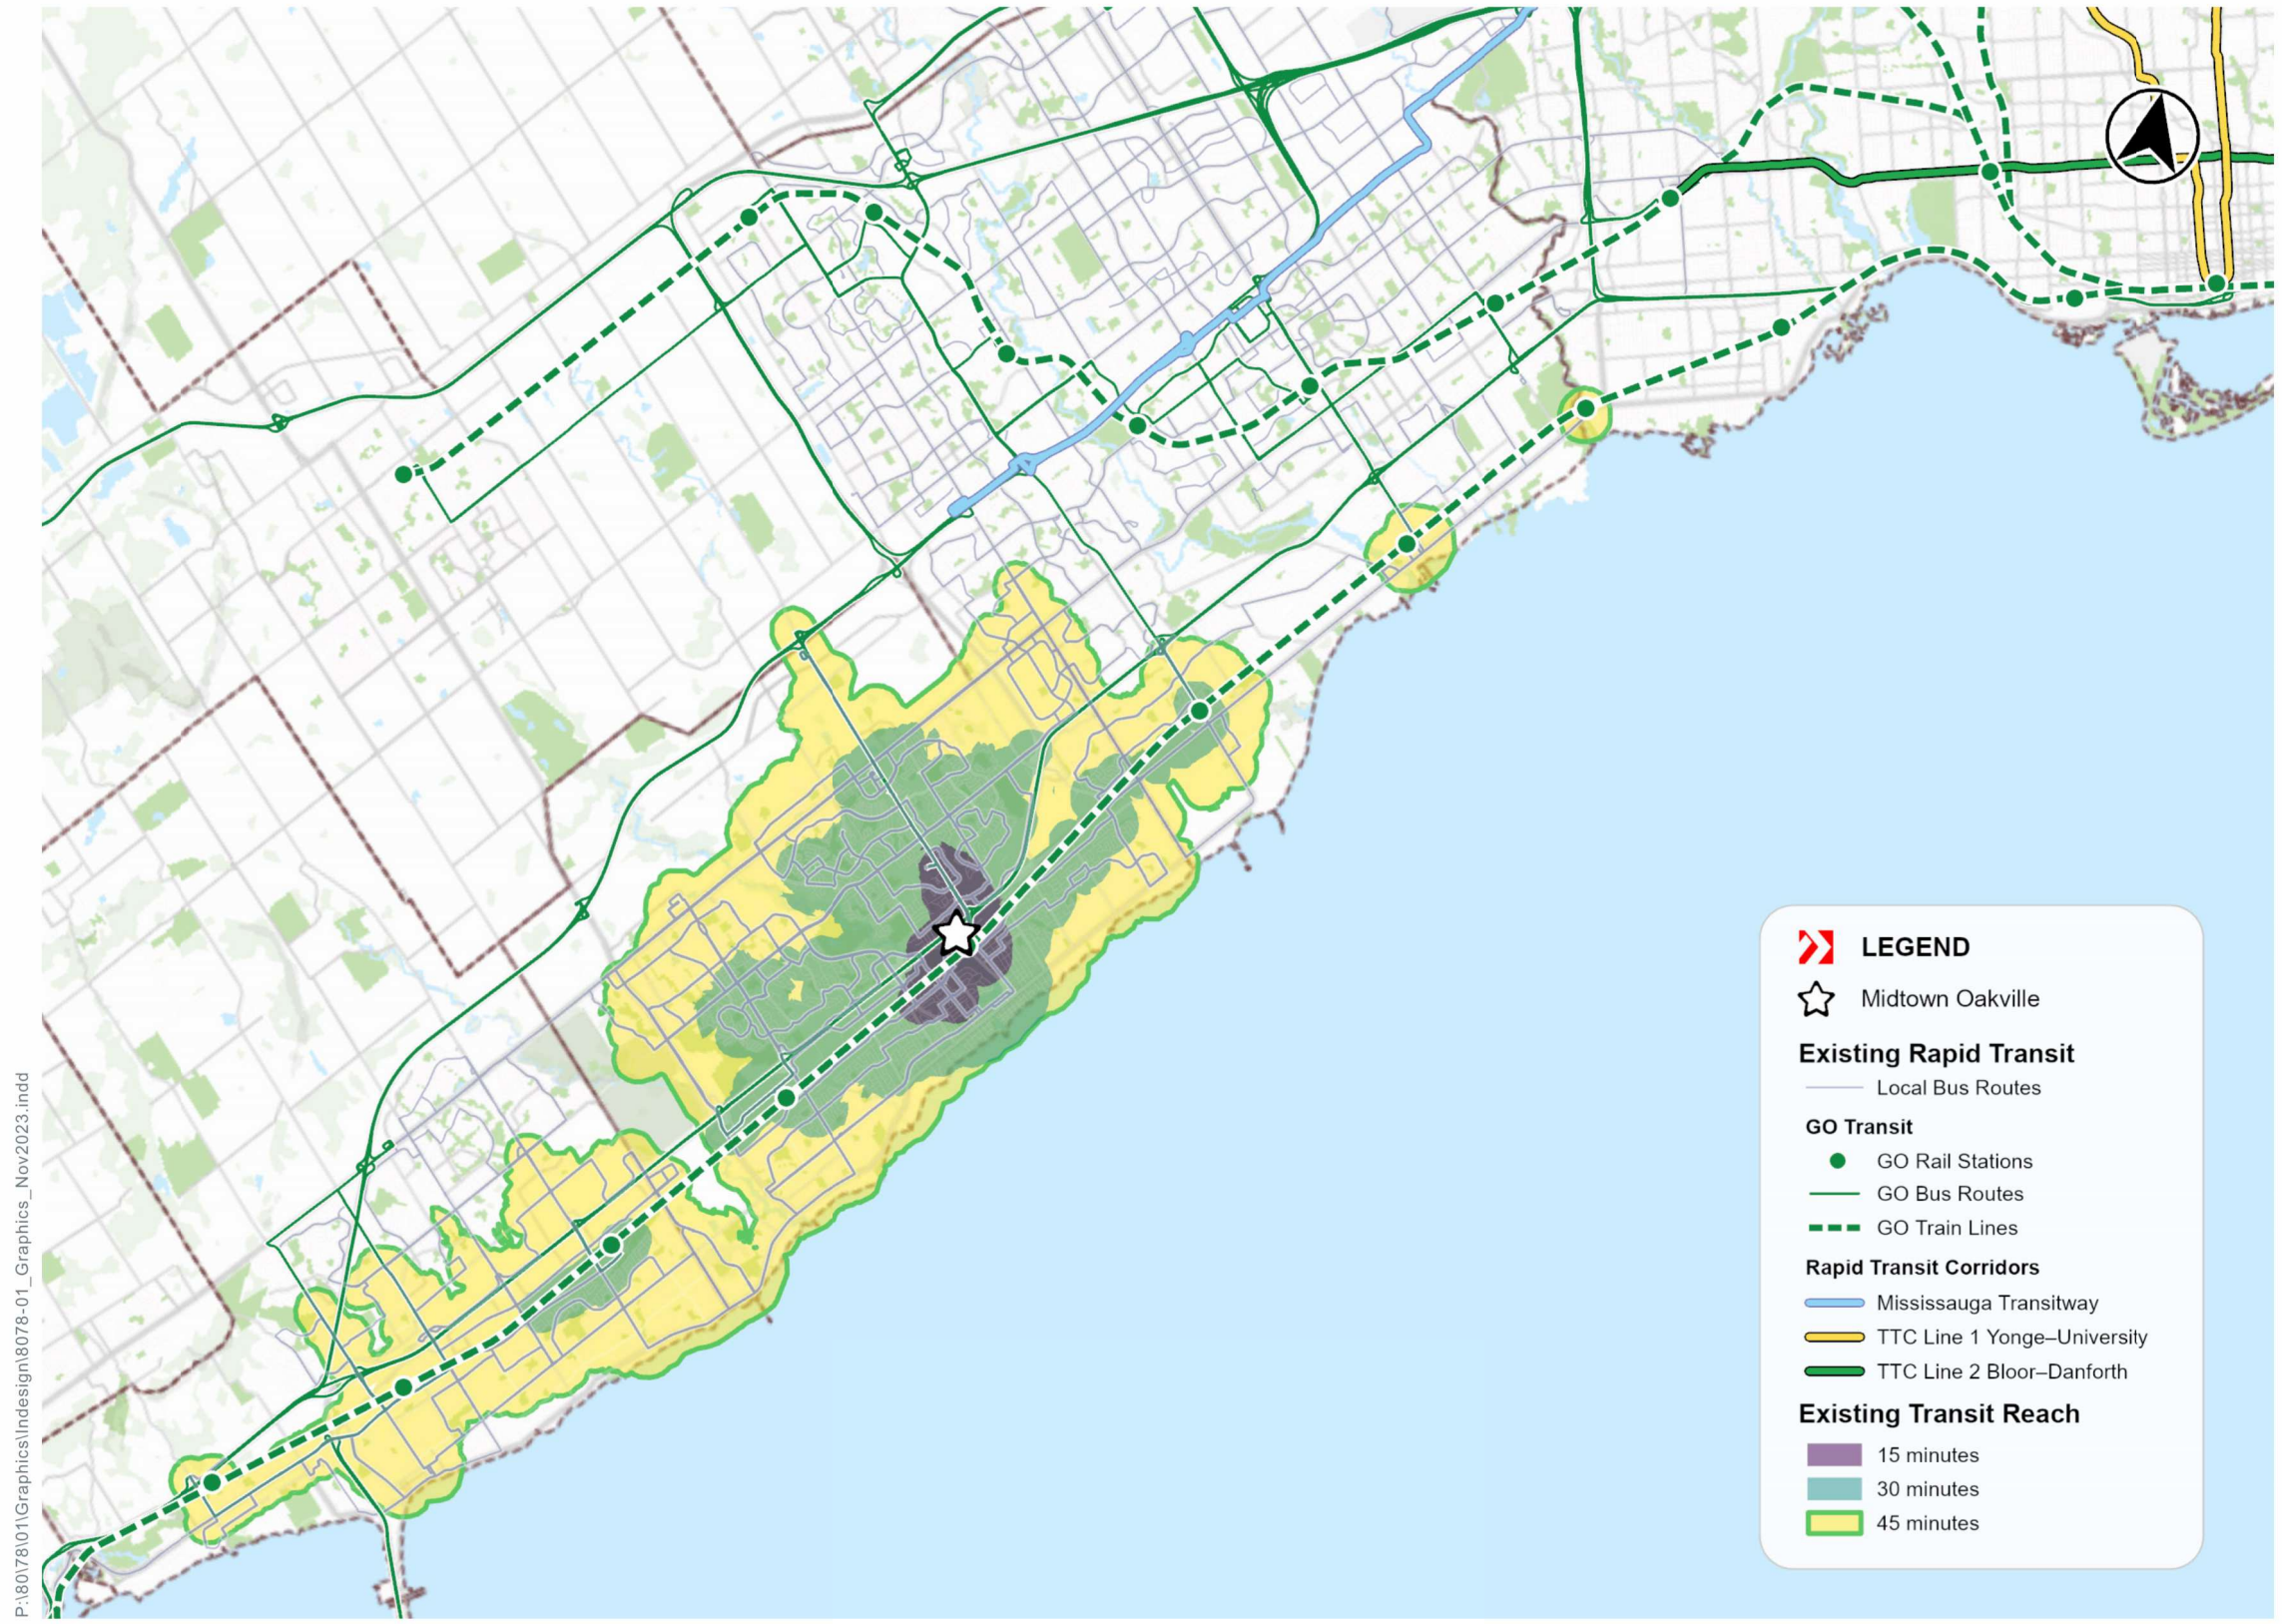 LEGEND
Midtown Oakville
Existing Rapid Transit
Local Bus Routes
GO Transit
GO Rail Stations
GO Bus Routes
GO Train Lines
Rapid Transit Corridors
Mississauga Transitway
TTC Line 1 Yonge–University
TTC Line 2 Bloor–Danforth
Existing Transit Reach
15 minutes
30 minutes
45 minutes
P:\80\78\01\Graphics\Indesign\8078-01_Graphics_Nov2023.indd